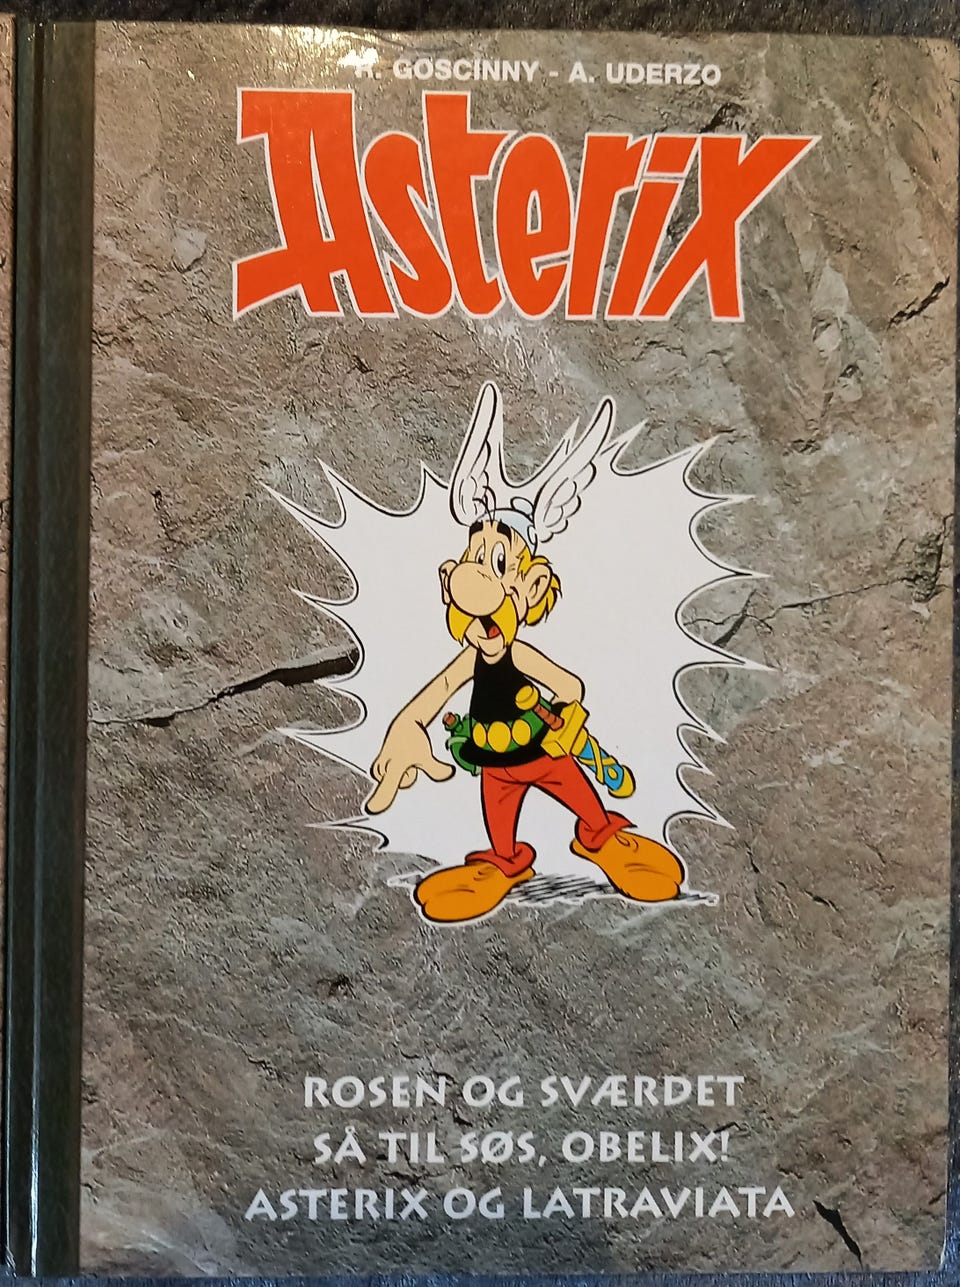 R. GOSCINNY - A. UDERZO
Asterix
ROSEN OG SVÆRDET
SÅ TIL SØS, OBELIX!
ASTERIX OG LATRAVIATA